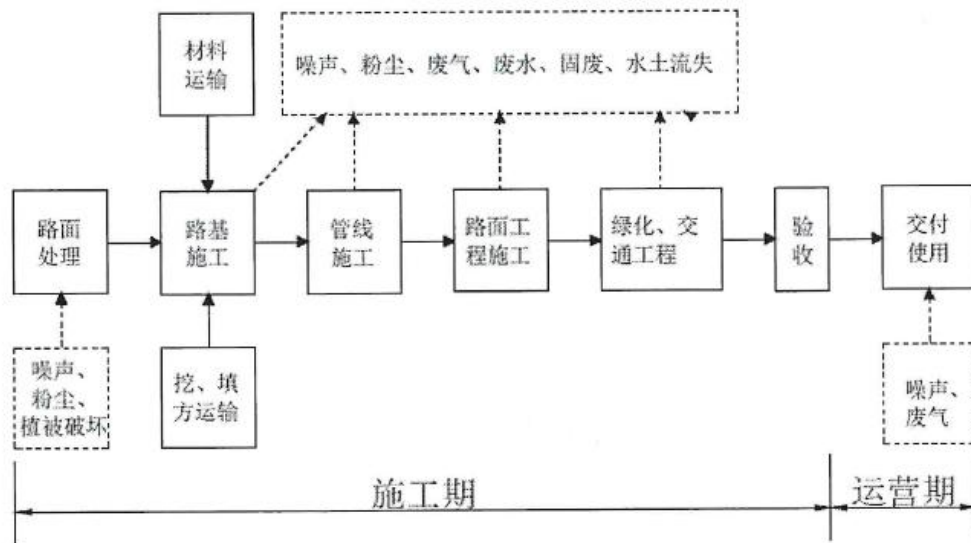 材料
运输
噪声、粉尘、废气、废水、固废、水土流失
路面
处理
路基
施工
管线
施工
路面工
程施工
绿化、交
通工程
验
收
交付
使用
噪声、
粉尘、
植被破坏
挖、填
方运输
噪声、
废气
施工期
运营期